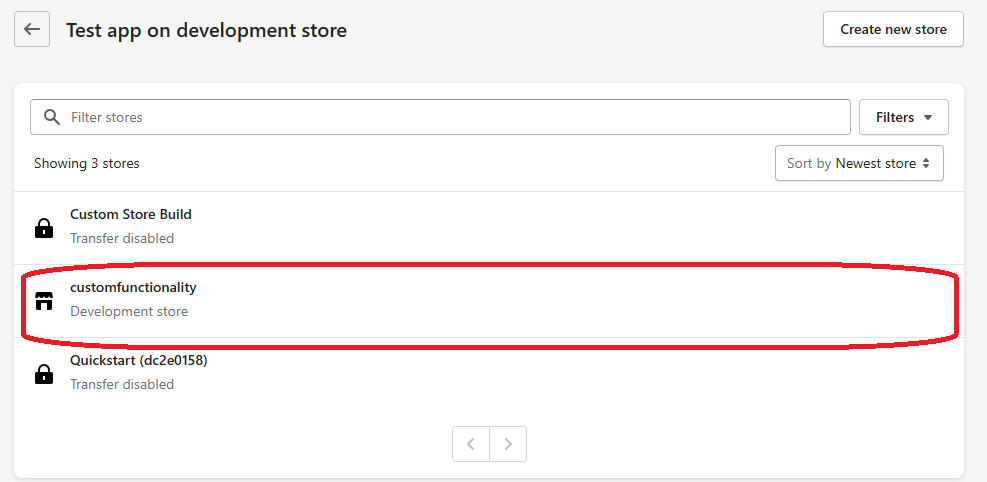 Test app on development store
Create new store
Filter stores
Filters
Showing 3 stores
Sort by Newest store
Custom Store Build
Transfer disabled
customfunctionality
Development store
Quickstart (dc2e0158)
Transfer disabled